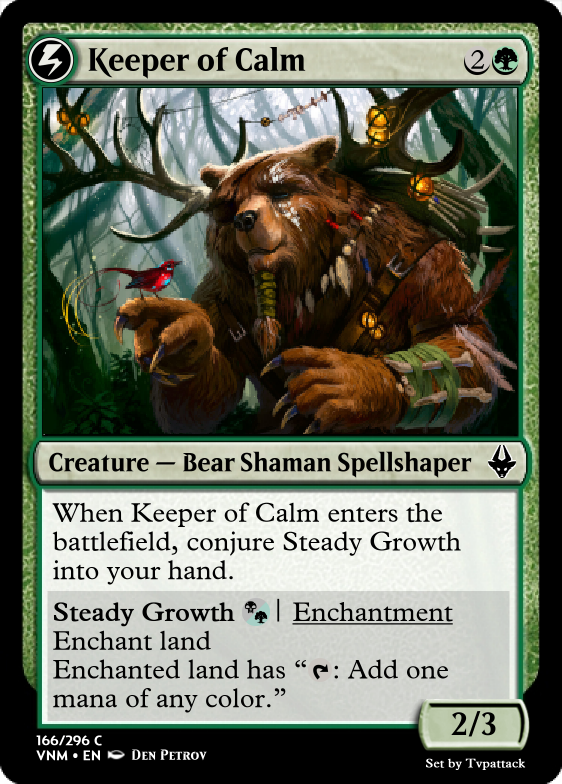 Keeper of Calm 2
Creature — Bear Shaman Spellshaper
When Keeper of Calm enters the
battlefield, conjure Steady Growth
into your hand.
Steady Growth | Enchantment
Enchant land
Enchanted land has “: Add one
mana of any color.”
2/3
166/296 C
VNM • EN Den Petrov
Set by Tvpattack